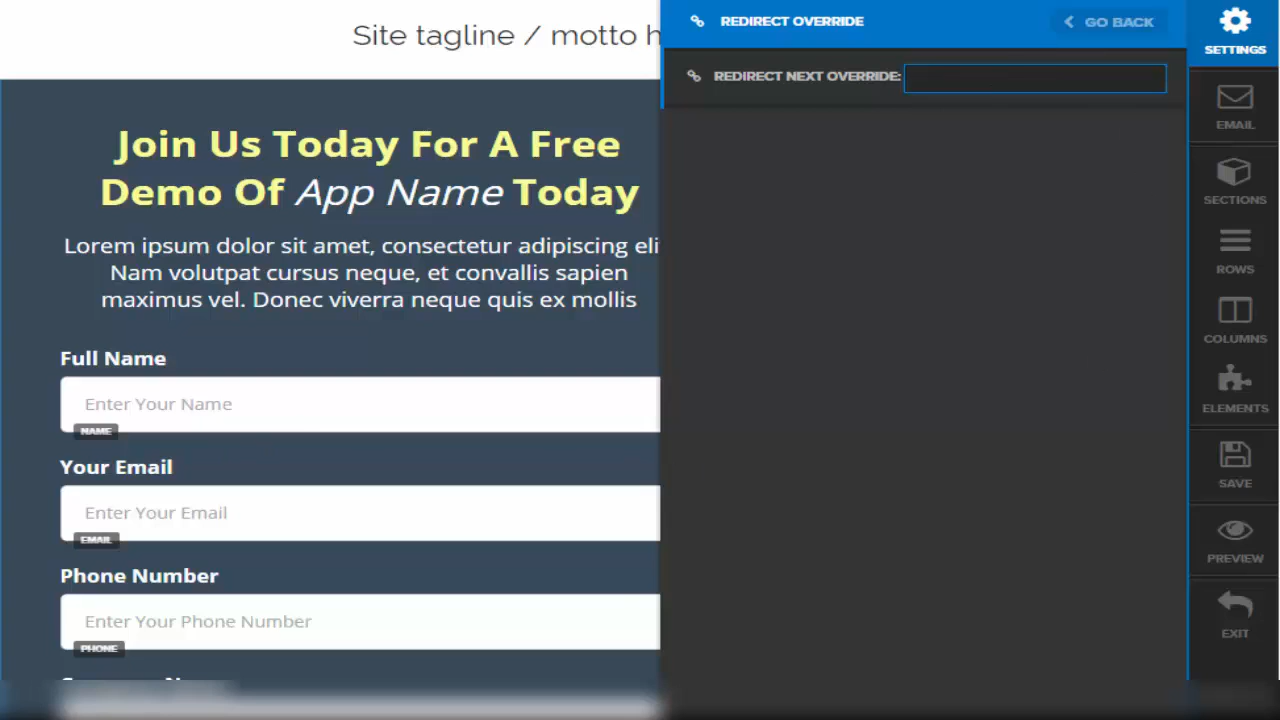 Site tagline / motto h
Join Us Today For A Free
Demo Of App Name Today
Lorem ipsum dolor sit amet, consectetur adipiscing eli
Nam volutpat cursus neque, et convallis sapien
maximus vel. Donec viverra neque quis ex mollis
Full Name
Enter Your Name
NAME
Your Email
Enter Your Email
EMAIL
Phone Number
Enter Your Phone Number
PHONE
REDIRECT OVERRIDE
GO BACK
REDIRECT NEXT OVERRIDE:
SETTINGS
EMAIL
SECTIONS
ROWS
COLUMNS
ELEMENTS
SAVE
PREVIEW
EXIT